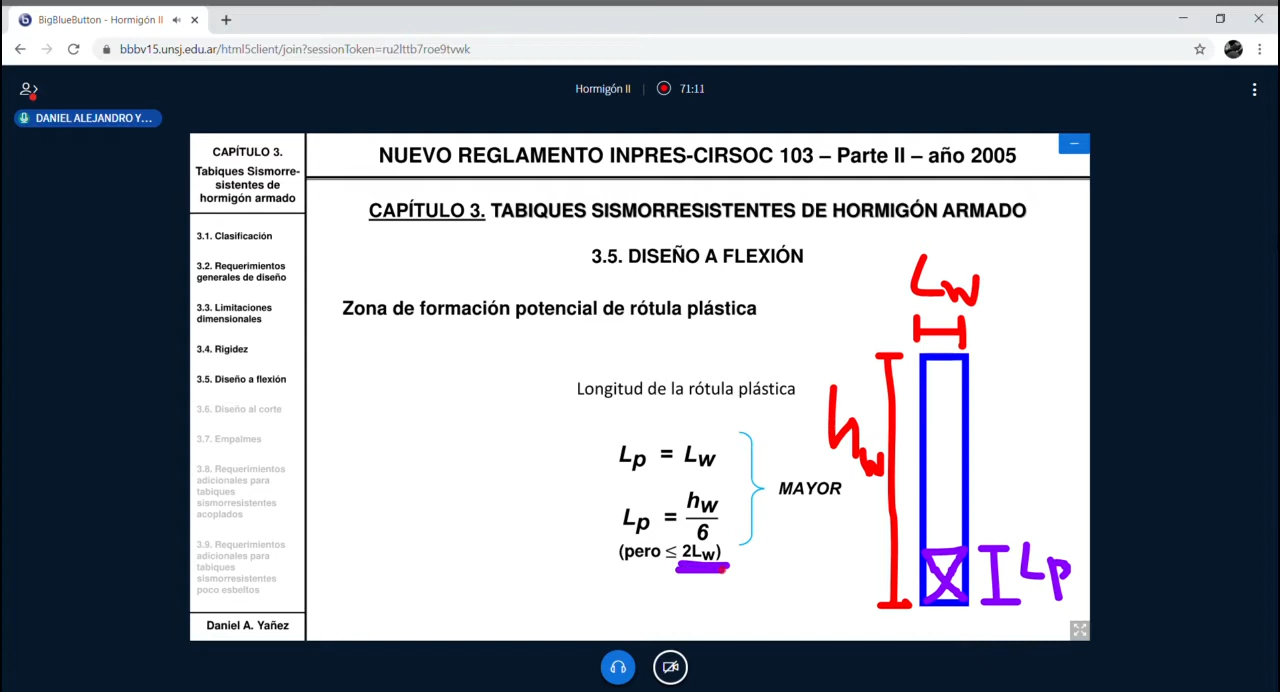 BigBlueButton - Hormigón II
bbbv15.unsj.edu.ar/html5client/join?sessionToken=ru2lttb7roe9tvwk
Hormigón II
71:11
DANIEL ALEJANDRO Y...
CAPÍTULO 3.
Tabiques Sismorre-
sistentes de
hormigón armado
3.1. Clasificación
3.2. Requerimientos
generales de diseño
3.3. Limitaciones
dimensionales
3.4. Rigidez
3.5. Diseño a flexión
3.6. Diseño al corte
3.7. Empalmes
3.8. Requerimientos
adicionales para
tabiques
sismorresistentes
acoplados
3.9. Requerimientos
adicionales para
tabiques
sismorresistentes
poco esbeltos
Daniel A. Yañez
NUEVO REGLAMENTO INPRES-CIRSOC 103 – Parte II – año 2005
CAPÍTULO 3. TABIQUES SISMORRESISTENTES DE HORMIGÓN ARMADO
3.5. DISEÑO A FLEXIÓN
Zona de formación potencial de rótula plástica
Longitud de la rótula plástica
Lp = Lw
Lp = hw/6
(pero ≤ 2Lw)
MAYOR
Lw
hw
Lp